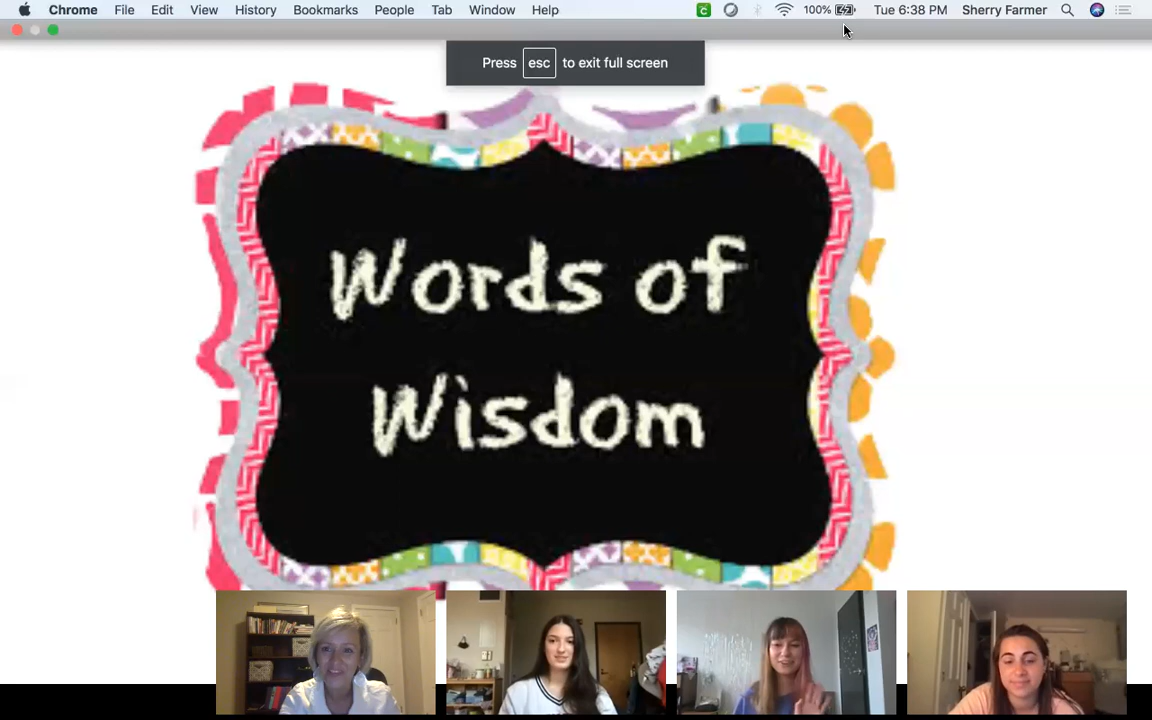 Chrome File Edit View History Bookmarks People Tab Window Help 100% Tue 6:38 PM Sherry Farmer
Press esc to exit full screen
Words of
Wisdom